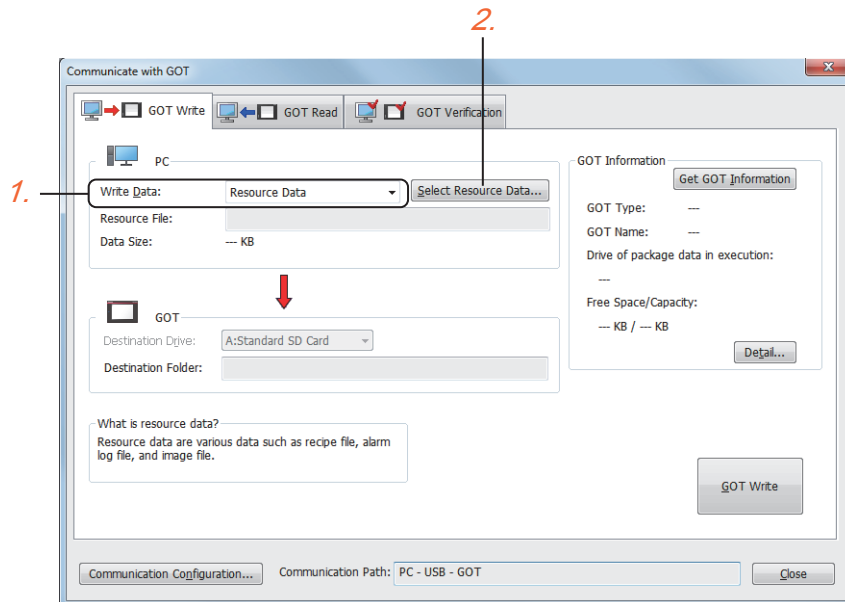 2.
Communicate with GOT
GOT Write
GOT Read
GOT Verification
PC
1.
Write Data:
Resource Data
Select Resource Data...
Resource File:
Data Size:
--- KB
GOT
Destination Drive:
A:Standard SD Card
Destination Folder:
What is resource data?
Resource data are various data such as recipe file, alarm
log file, and image file.
GOT Information
Get GOT Information
GOT Type:
---
GOT Name:
---
Drive of package data in execution:
---
Free Space/Capacity:
--- KB / --- KB
Detail...
GOT Write
Communication Configuration...
Communication Path:
PC - USB - GOT
Close